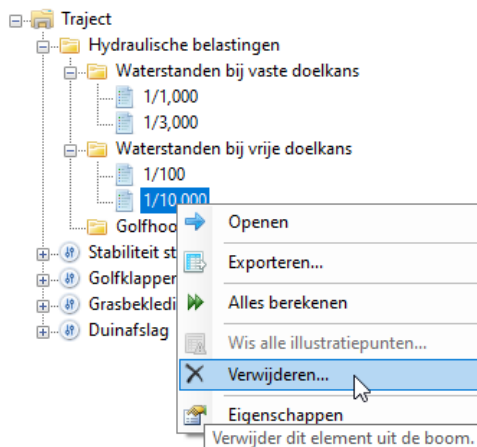 Traject
Hydraulische belastingen
Waterstanden bij vaste doelkans
1/1,000
1/3,000
Waterstanden bij vrije doelkans
1/100
1/10,000
Golfhoo
Stabiliteit st
Golfklapper
Grasbekledi
Duinafslag
Openen
Exporteren...
Alles berekenen
Wis alle illustratiepunten...
Verwijderen...
Eigenschappen
Verwijder dit element uit de boom.